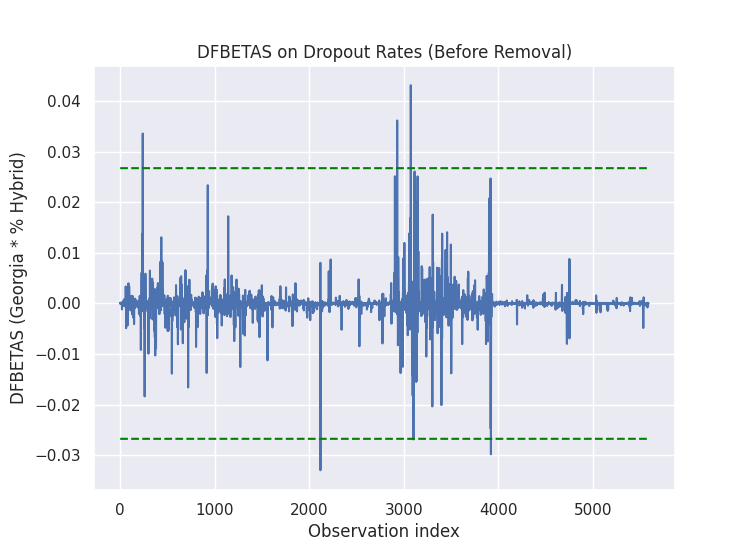 DFBETAS on Dropout Rates (Before Removal)
DFBETAS (Georgia * % Hybrid)
0.04
0.03
0.02
0.01
0.00
−0.01
−0.02
−0.03
0 1000 2000 3000 4000 5000
Observation index